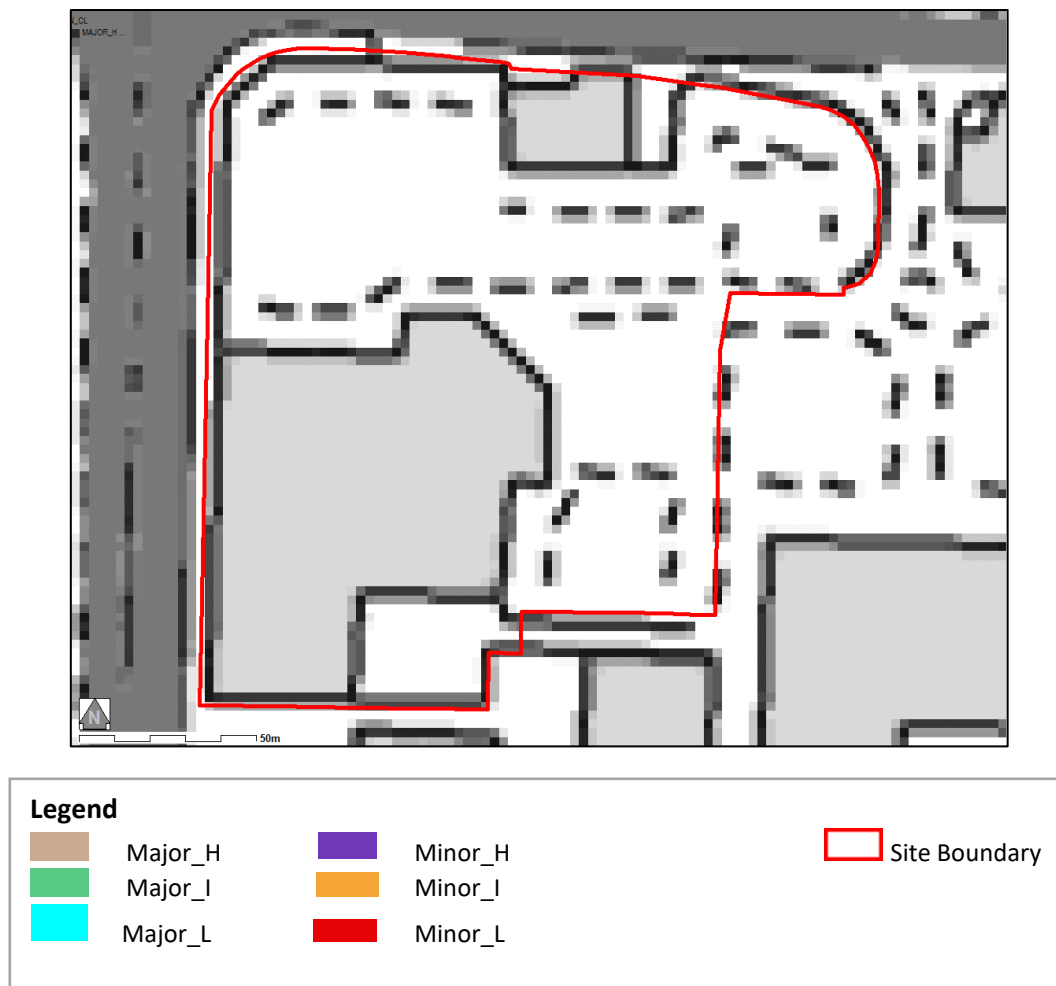 MAJOR_H ...
N
50m
Legend
Major_H
Minor_H
Site Boundary
Major_I
Minor_I
Major_L
Minor_L